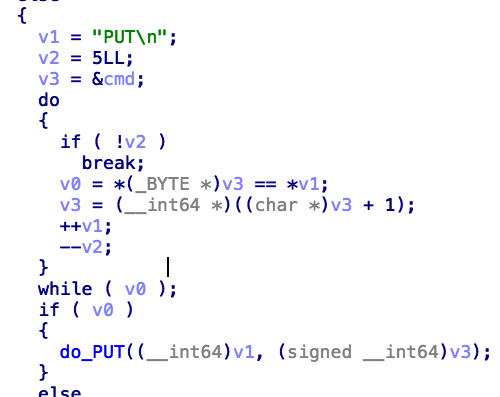 else
{
v1 = "PUT\n";
v2 = 5LL;
v3 = &cmd;
do
{
if ( !v2 )
break;
v0 = *(_BYTE *)v3 == *v1;
v3 = (__int64 *)((char *)v3 + 1);
++v1;
--v2;
}
while ( v0 );
if ( v0 )
{
do_PUT((__int64)v1, (signed __int64)v3);
}
else